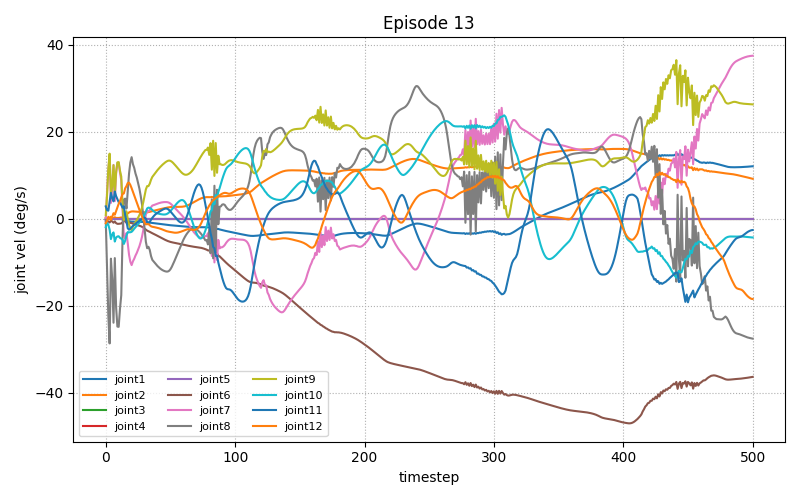 Episode 13
joint vel (deg/s)
40
20
0
−20
−40
joint1 joint5 joint9
joint2 joint6 joint10
joint3 joint7 joint11
joint4 joint8 joint12
0 100 200 300 400 500
timestep